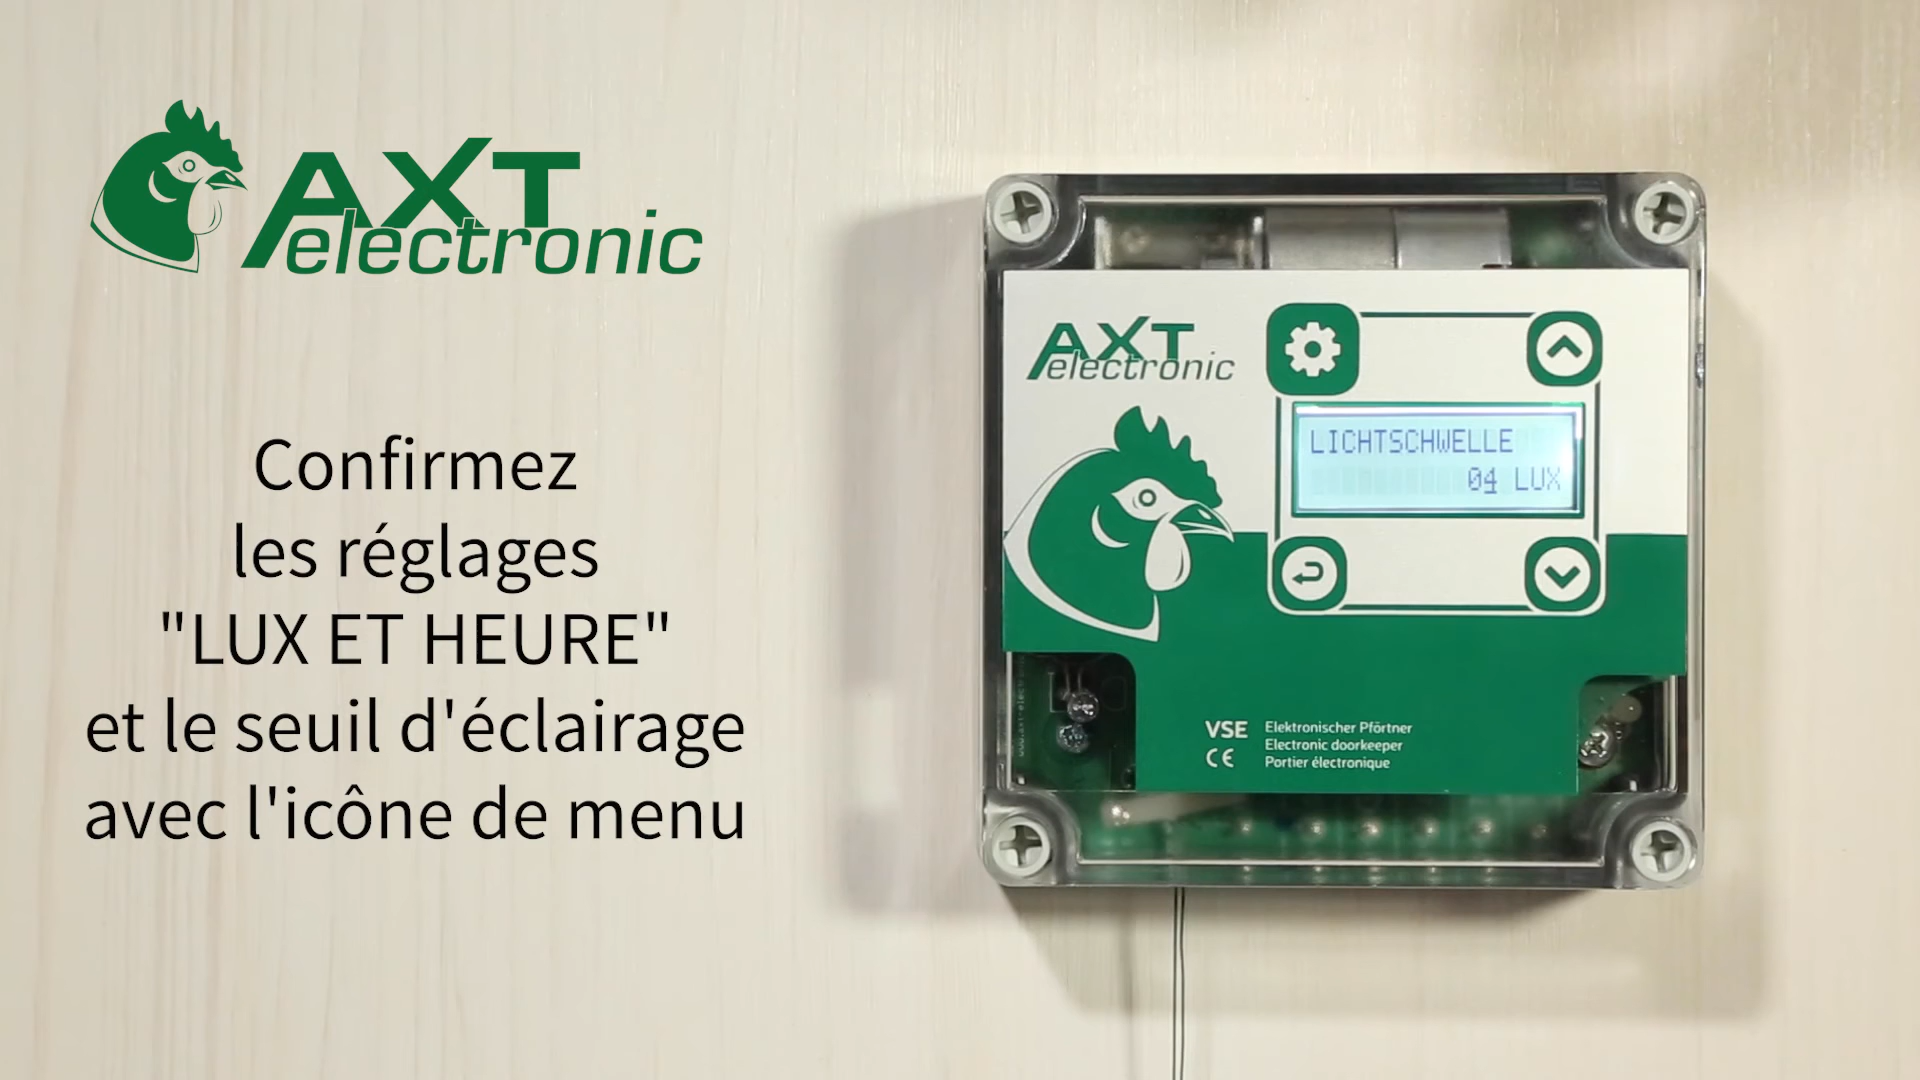 AXT
electronic
Confirmez
les réglages
"LUX ET HEURE"
et le seuil d'éclairage
avec l'icône de menu
AXT
electronic
LICHTSCHWELLE
04 LUX
VSE Elektronischer Pförtner
Electronic doorkeeper
CE Portier électronique